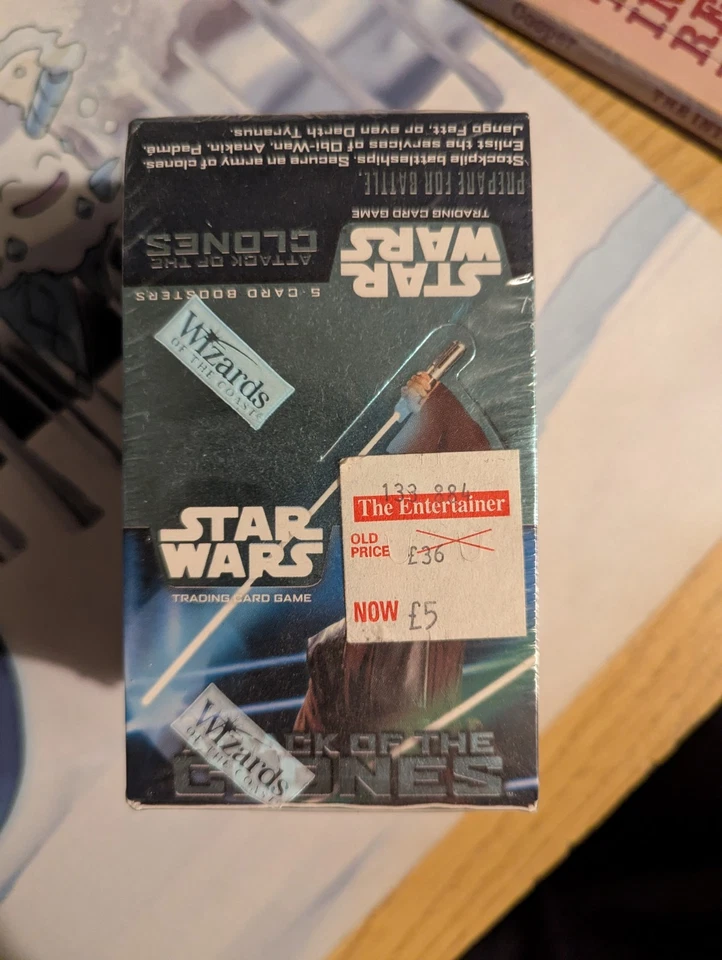 5-CARD BOOSTERS
STAR
WARS
TRADING CARD GAME
ATTACK OF THE
CLONES
PREPARE FOR BATTLE.
Stockpile battleships. Secure an army of clones.
Enlist the services of Obi-Wan, Anakin, Padmé,
Jango Fett, or even Darth Tyranus.
Wizards
OF THE COAST
133 884
The Entertainer
OLD
PRICE £36
NOW £5
STAR
WARS
TRADING CARD GAME
ATTACK OF THE
CLONES
Wizards
OF THE COAST
Cooper